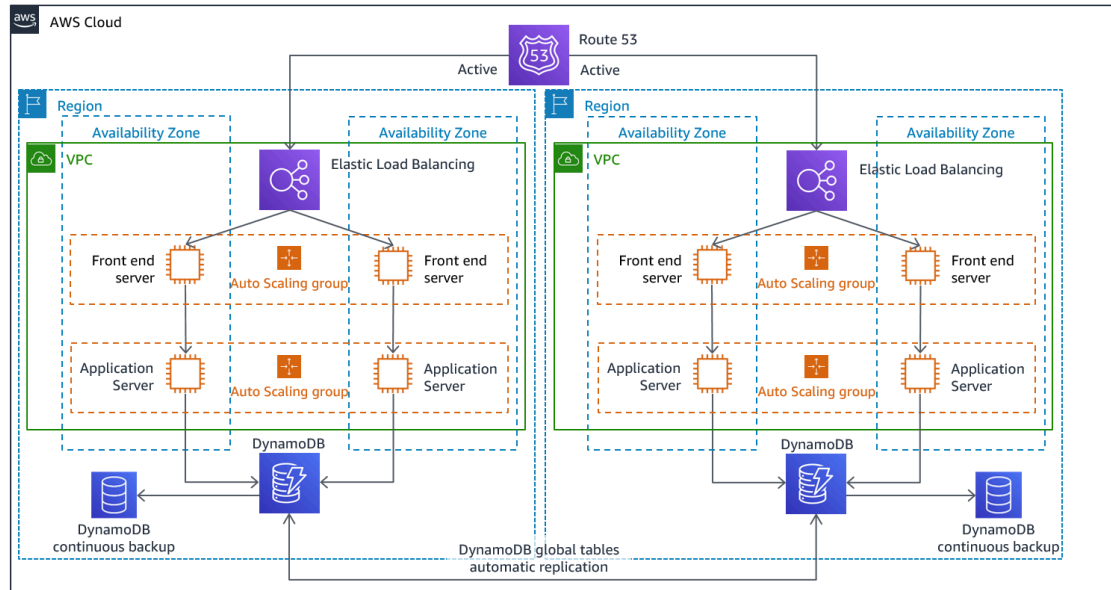 aws
AWS Cloud
Route 53
53
Active
Active
Region
Availability Zone
Availability Zone
VPC
Elastic Load Balancing
Front end
server
Auto Scaling group
Front end
server
Application
Server
Auto Scaling group
Application
Server
DynamoDB
DynamoDB
continuous backup
Region
Availability Zone
Availability Zone
VPC
Elastic Load Balancing
Front end
server
Auto Scaling group
Front end
server
Application
Server
Auto Scaling group
Application
Server
DynamoDB
DynamoDB
continuous backup
DynamoDB global tables
automatic replication